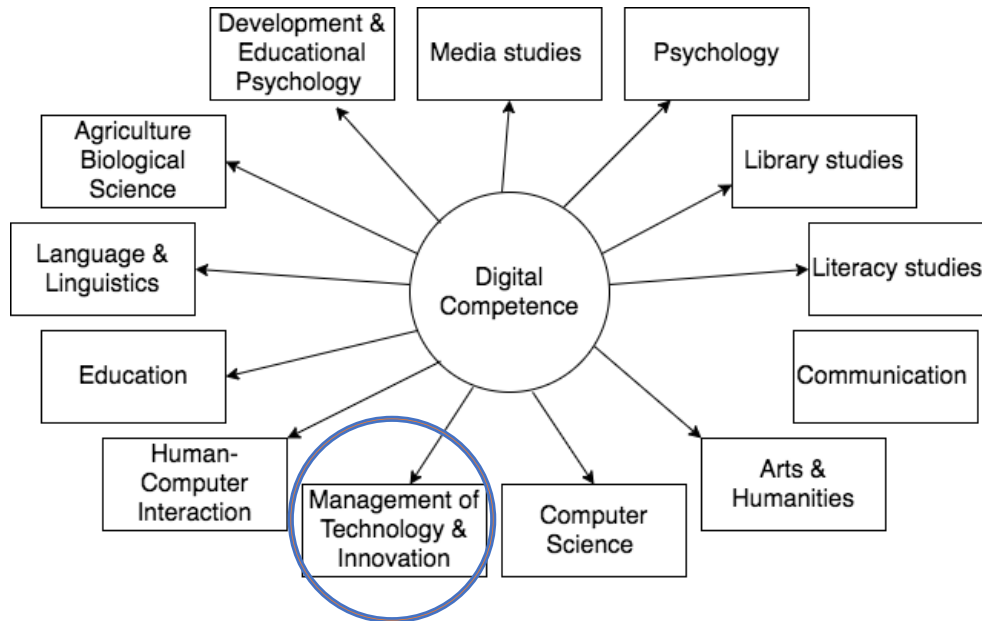 Development &
Educational
Psychology
Media studies
Psychology
Agriculture
Biological
Science
Library studies
Language &
Linguistics
Digital
Competence
Literacy studies
Education
Communication
Human-
Computer
Interaction
Management of
Technology &
Innovation
Computer
Science
Arts &
Humanities